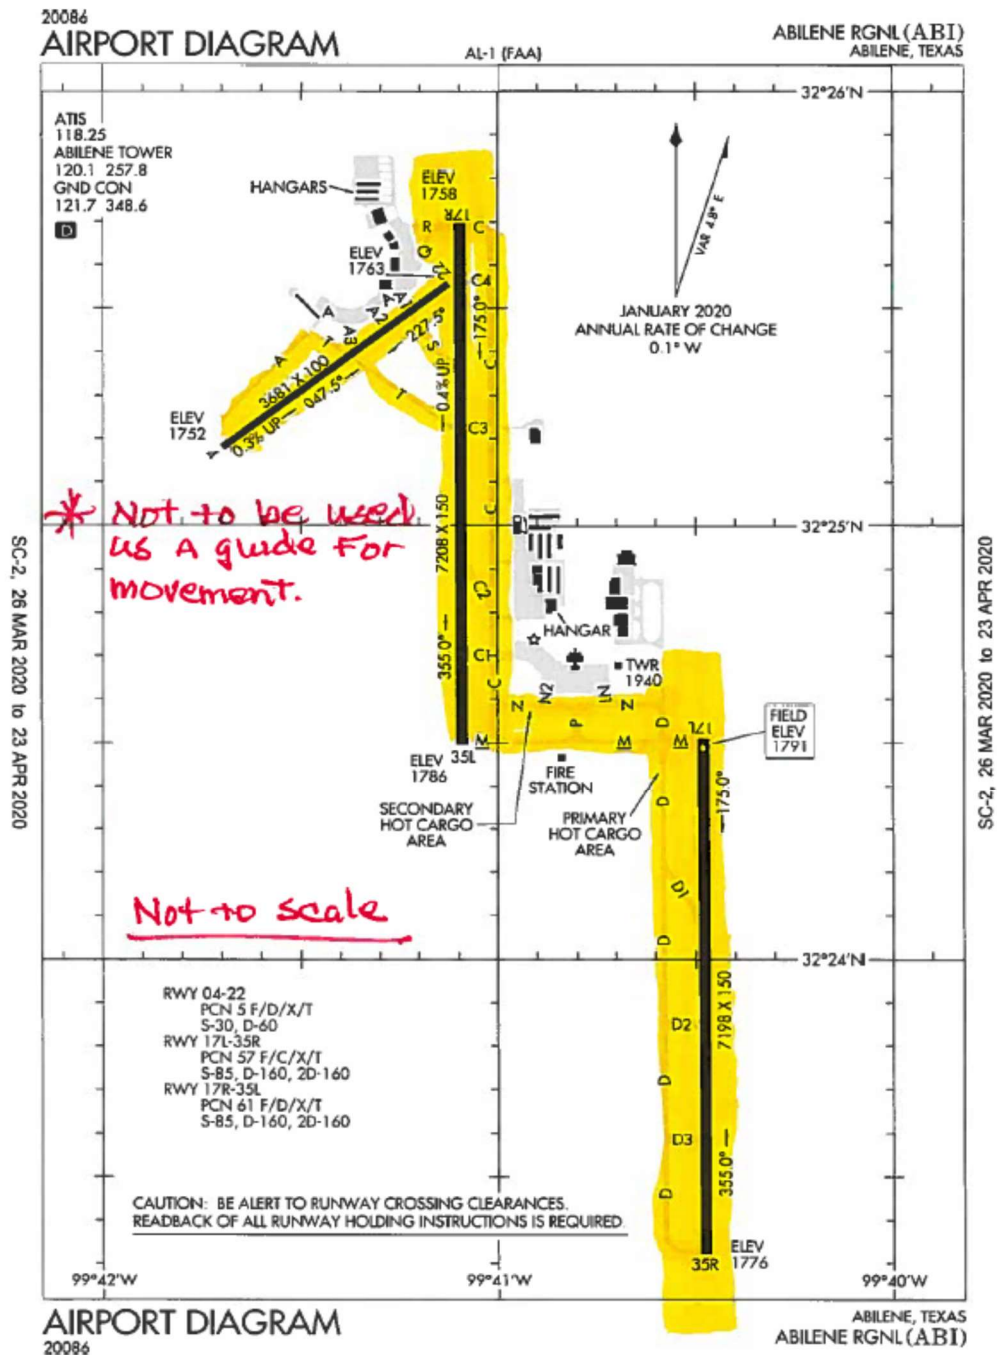 20086
AIRPORT DIAGRAM
AL-1 (FAA)
ABILENE RGNL (ABI)
ABILENE, TEXAS
32°26'N
ATIS
118.25
ABILENE TOWER
120.1 257.8
GND CON
121.7 348.6
D
HANGARS
ELEV
1758
17R
R
C
Q
ELEV
1763
22
C4
VAR 4.8° E
JANUARY 2020
ANNUAL RATE OF CHANGE
0.1° W
A
A1
A2
A
A3
227.5°
175.0°
S
T
A
C
3681 X 100
047.5°
0.4% UP
T
ELEV
1752
0.3% UP
4
C3
* Not to be used
as A guide For
movement.
7208 X 150
C
32°25'N
C2
HANGAR
355.0°
CH
TWR
1940
C
N
N2
N1
N
P
D
17L
FIELD
ELEV
1791
M
M
M
ELEV
1786
35L
FIRE
STATION
SECONDARY
HOT CARGO
AREA
PRIMARY
HOT CARGO
AREA
D
175.0°
D1
Not to scale
D
32°24'N
RWY 04-22
PCN 5 F/D/X/T
S-30, D-60
RWY 17L-35R
PCN 57 F/C/X/T
S-85, D-160, 2D-160
RWY 17R-35L
PCN 61 F/D/X/T
S-85, D-160, 2D-160
7198 X 150
D2
D
D3
355.0°
D
CAUTION: BE ALERT TO RUNWAY CROSSING CLEARANCES.
READBACK OF ALL RUNWAY HOLDING INSTRUCTIONS IS REQUIRED.
35R
ELEV
1776
99°42'W
99°41'W
99°40'W
SC-2, 26 MAR 2020 to 23 APR 2020
SC-2, 26 MAR 2020 to 23 APR 2020
AIRPORT DIAGRAM
20086
ABILENE, TEXAS
ABILENE RGNL (ABI)